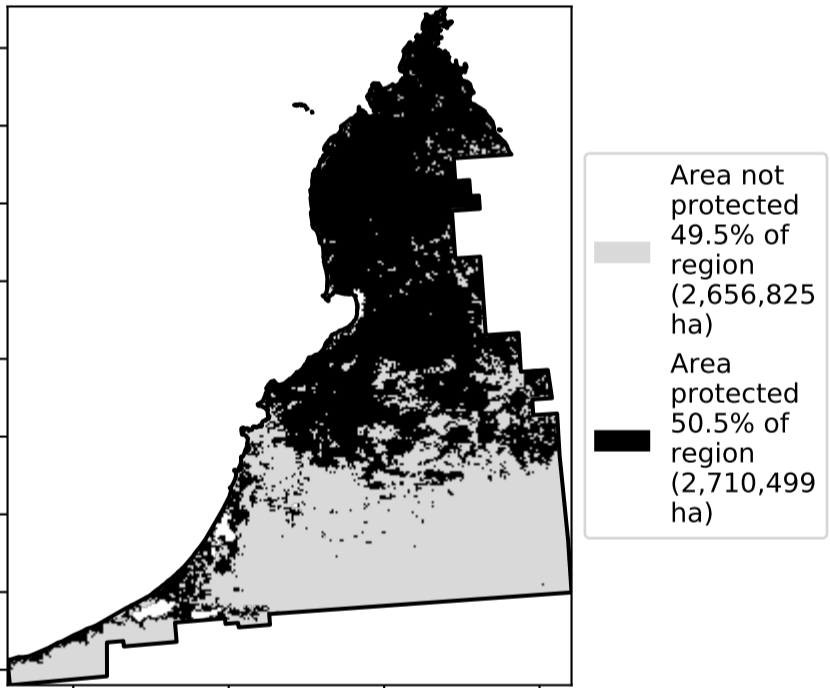 Area not
protected
49.5% of
region
(2,656,825
ha)
Area
protected
50.5% of
region
(2,710,499
ha)